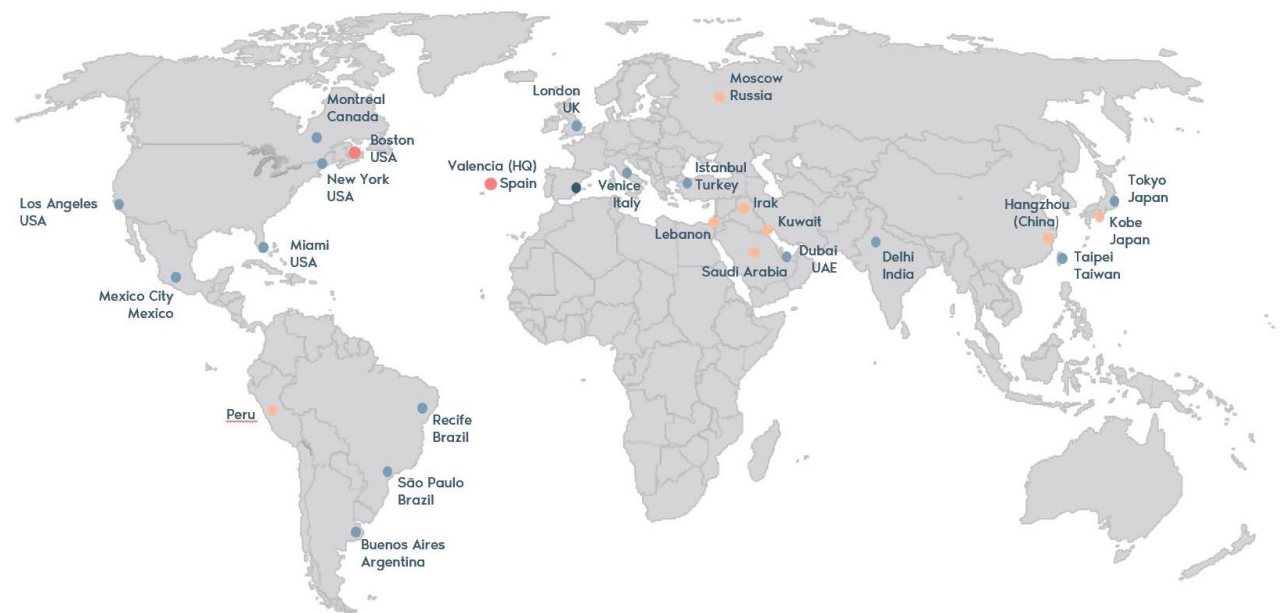 Moscow
Russia
London
UK
Montreal
Canada
Boston
USA
Valencia (HQ)
Spain
Istanbul
Turkey
New York
USA
Venice
Italy
Tokyo
Japan
Hangzhou
(China)
Los Angeles
USA
Irak
Kuwait
Kobe
Japan
Lebanon
Miami
USA
Dubai
UAE
Delhi
India
Taipei
Taiwan
Saudi Arabia
Mexico City
Mexico
Peru
Recife
Brazil
São Paulo
Brazil
Buenos Aires
Argentina